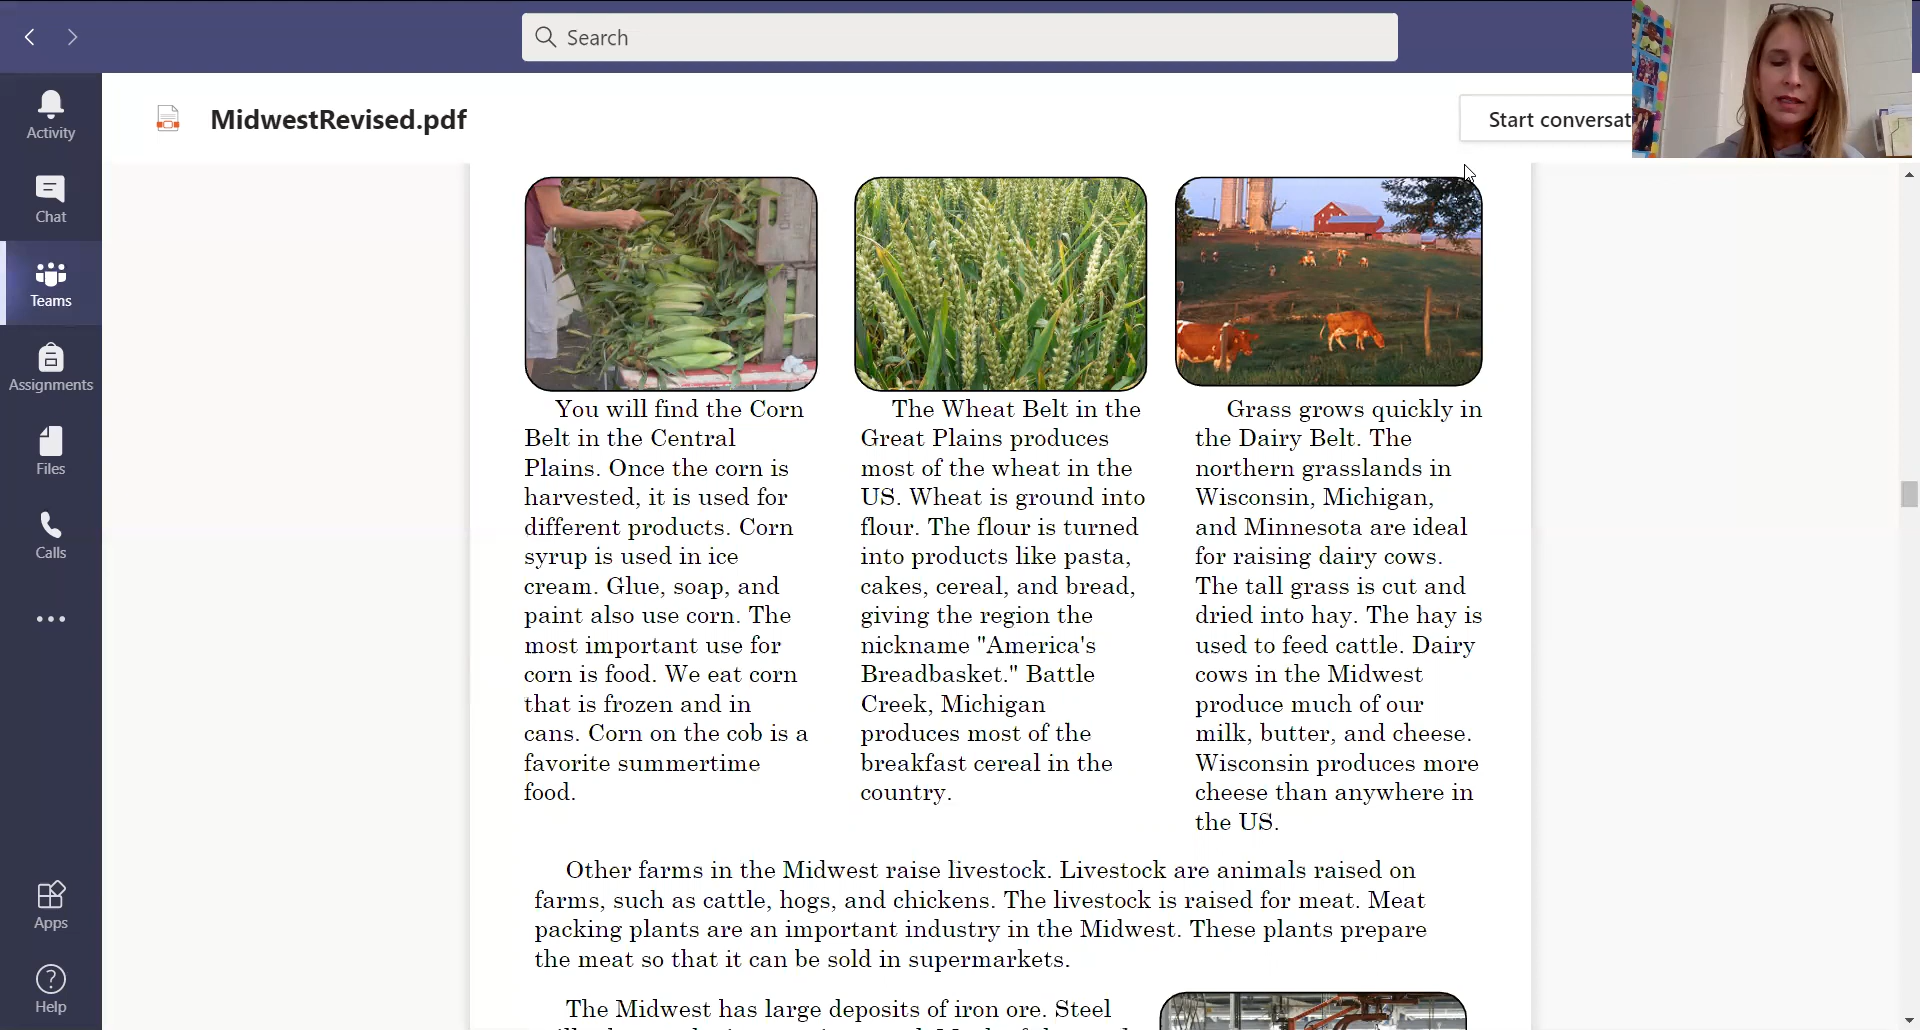 Search
Activity
Chat
Teams
Assignments
Files
Calls
Apps
Help
MidwestRevised.pdf
Start conversat
You will find the Corn
Belt in the Central
Plains. Once the corn is
harvested, it is used for
different products. Corn
syrup is used in ice
cream. Glue, soap, and
paint also use corn. The
most important use for
corn is food. We eat corn
that is frozen and in
cans. Corn on the cob is a
favorite summertime
food.
The Wheat Belt in the
Great Plains produces
most of the wheat in the
US. Wheat is ground into
flour. The flour is turned
into products like pasta,
cakes, cereal, and bread,
giving the region the
nickname "America's
Breadbasket." Battle
Creek, Michigan
produces most of the
breakfast cereal in the
country.
Grass grows quickly in
the Dairy Belt. The
northern grasslands in
Wisconsin, Michigan,
and Minnesota are ideal
for raising dairy cows.
The tall grass is cut and
dried into hay. The hay is
used to feed cattle. Dairy
cows in the Midwest
produce much of our
milk, butter, and cheese.
Wisconsin produces more
cheese than anywhere in
the US.
Other farms in the Midwest raise livestock. Livestock are animals raised on
farms, such as cattle, hogs, and chickens. The livestock is raised for meat. Meat
packing plants are an important industry in the Midwest. These plants prepare
the meat so that it can be sold in supermarkets.
The Midwest has large deposits of iron ore. Steel